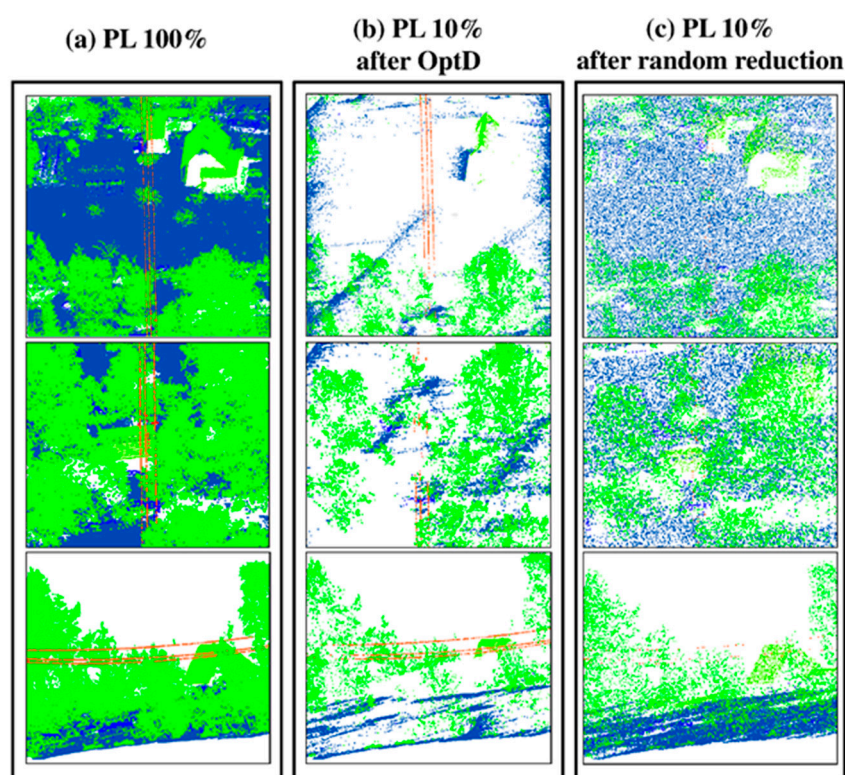 (a) PL 100%
(b) PL 10%
after OptD
(c) PL 10%
after random reduction